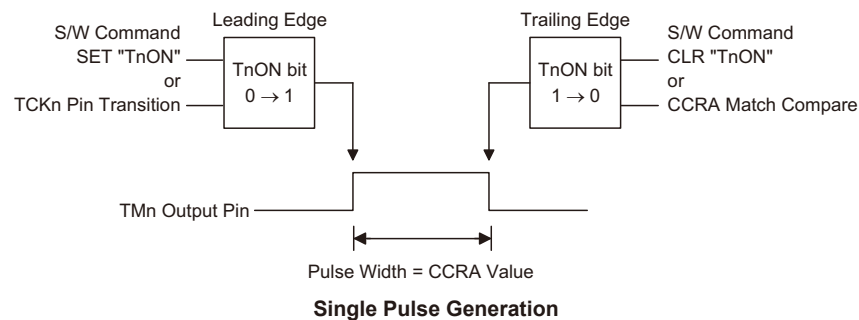 Leading Edge
S/W Command
SET "TnON"
or
TCKn Pin Transition
TnON bit
0 → 1
Trailing Edge
TnON bit
1 → 0
S/W Command
CLR "TnON"
or
CCRA Match Compare
TMn Output Pin
Pulse Width = CCRA Value
Single Pulse Generation